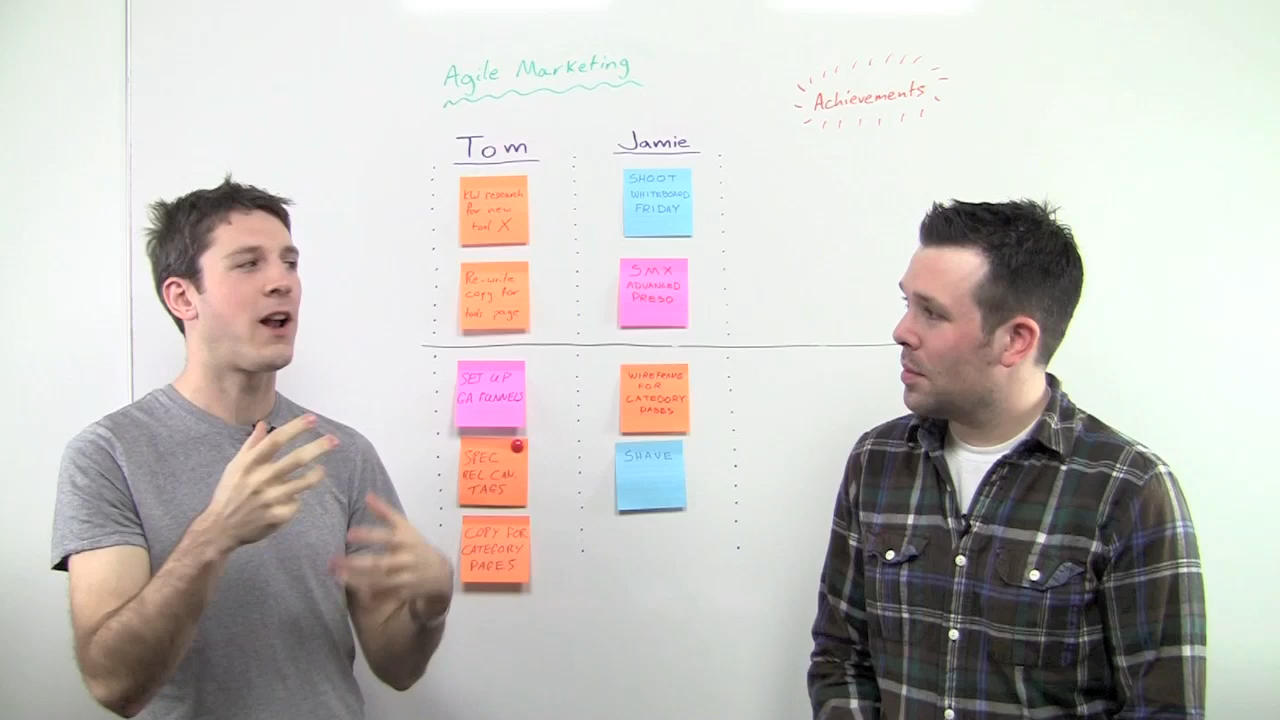 Agile Marketing
Achievements
Tom
Jamie
KW research
for new
tool X
SHOOT
WHITEBOARD
FRIDAY
Re-write
copy for
tools page
SMX
ADVANCED
PRESO
SET UP
GA FUNNELS
WIREFRAME
FOR
CATEGORY
PAGES
SPEC
REL CAN.
TAGS
SHAVE
COPY FOR
CATEGORY
PAGES